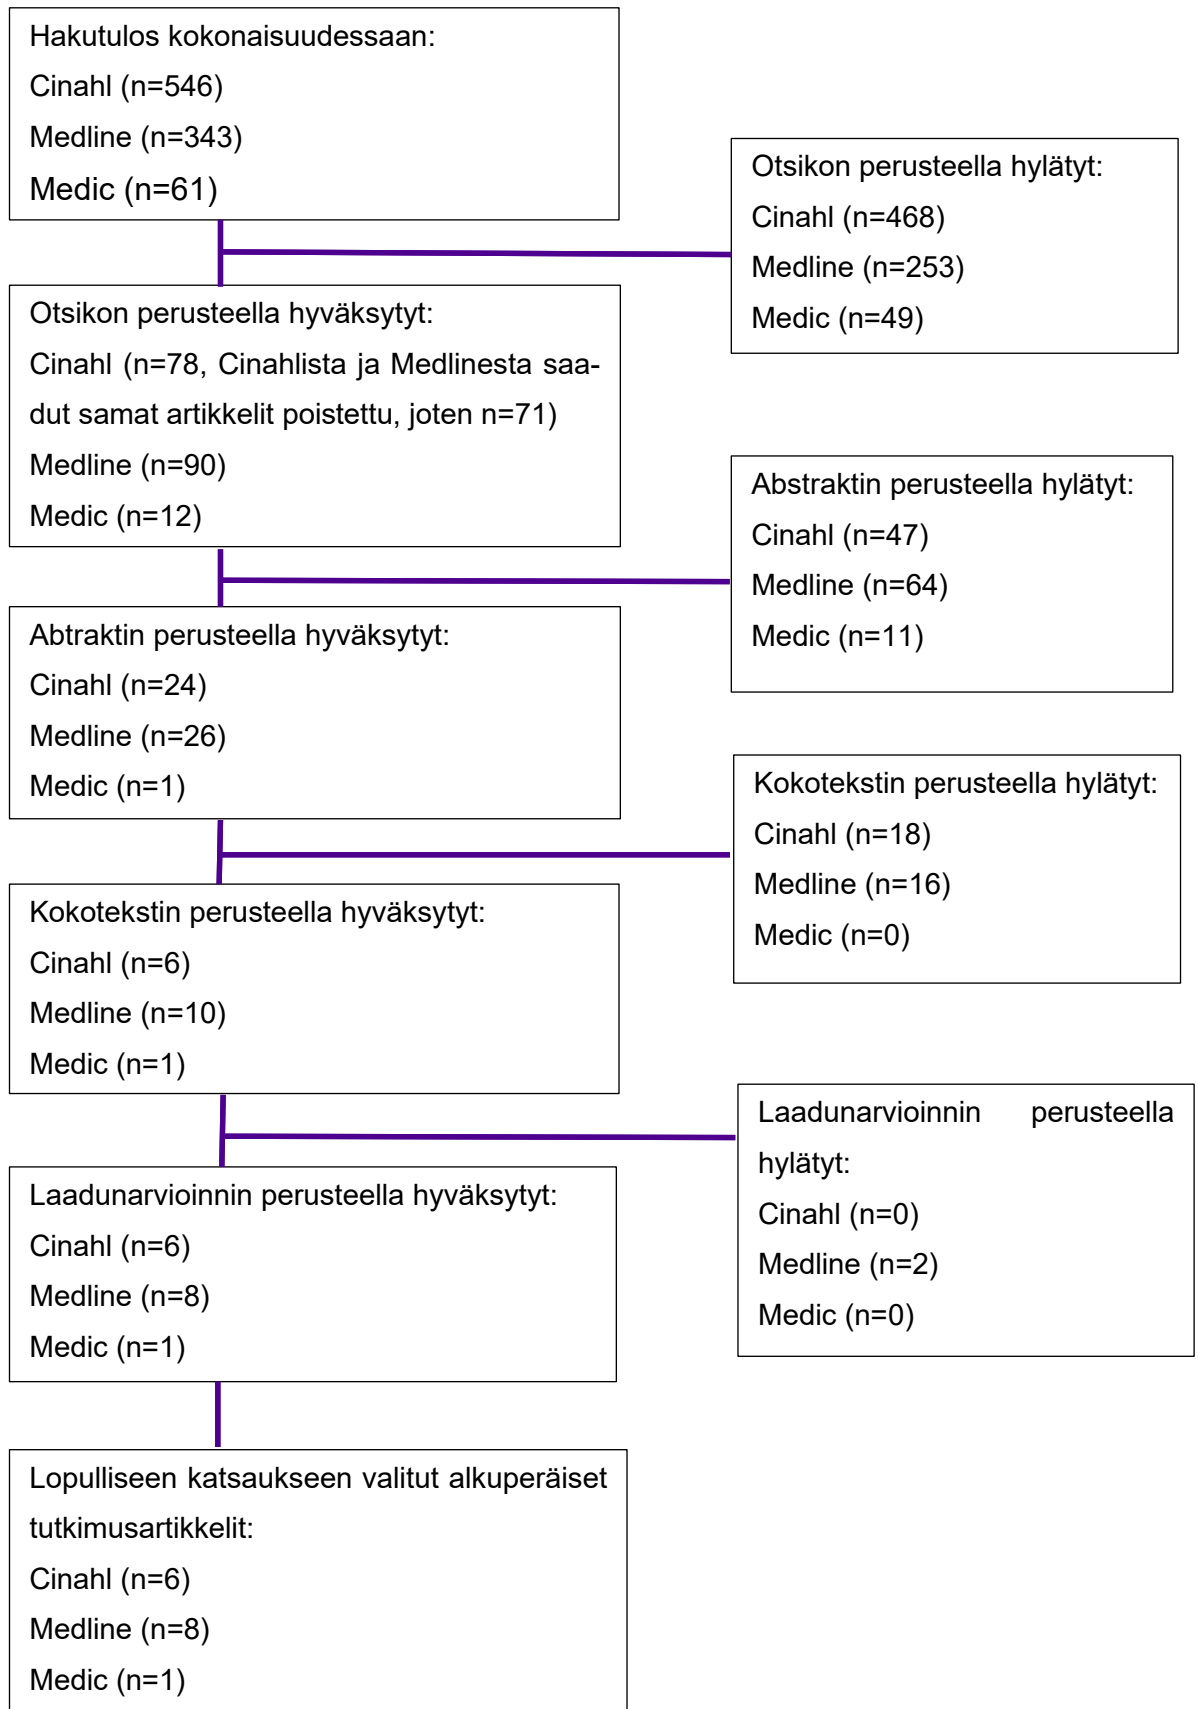 Hakutulos kokonaisuudessaan:
Cinahl (n=546)
Medline (n=343)
Medic (n=61)
Otsikon perusteella hylätyt:
Cinahl (n=468)
Medline (n=253)
Medic (n=49)
Otsikon perusteella hyväksytyt:
Cinahl (n=78, Cinahlista ja Medlinesta saa-
dut samat artikkelit poistettu, joten n=71)
Medline (n=90)
Medic (n=12)
Abstraktin perusteella hylätyt:
Cinahl (n=47)
Medline (n=64)
Medic (n=11)
Abtraktin perusteella hyväksytyt:
Cinahl (n=24)
Medline (n=26)
Medic (n=1)
Kokotekstin perusteella hylätyt:
Cinahl (n=18)
Medline (n=16)
Medic (n=0)
Kokotekstin perusteella hyväksytyt:
Cinahl (n=6)
Medline (n=10)
Medic (n=1)
Laadunarvioinnin perusteella
hylätyt:
Cinahl (n=0)
Medline (n=2)
Medic (n=0)
Laadunarvioinnin perusteella hyväksytyt:
Cinahl (n=6)
Medline (n=8)
Medic (n=1)
Lopulliseen katsaukseen valitut alkuperäiset
tutkimusartikkelit:
Cinahl (n=6)
Medline (n=8)
Medic (n=1)